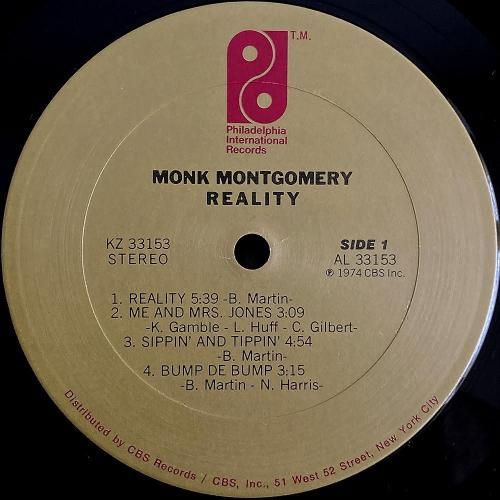 T.M.
Philadelphia
International
Records
MONK MONTGOMERY
REALITY
KZ 33153
STEREO
SIDE 1
AL 33153
℗ 1974 CBS Inc.
1. REALITY 5:39 -B. Martin-
2. ME AND MRS. JONES 3:09
-K. Gamble - L. Huff - C. Gilbert-
3. SIPPIN' AND TIPPIN' 4:54
-B. Martin-
4. BUMP DE BUMP 3:15
-B. Martin - N. Harris-
Distributed by CBS Records / CBS, Inc., 51 West 52 Street, New York City